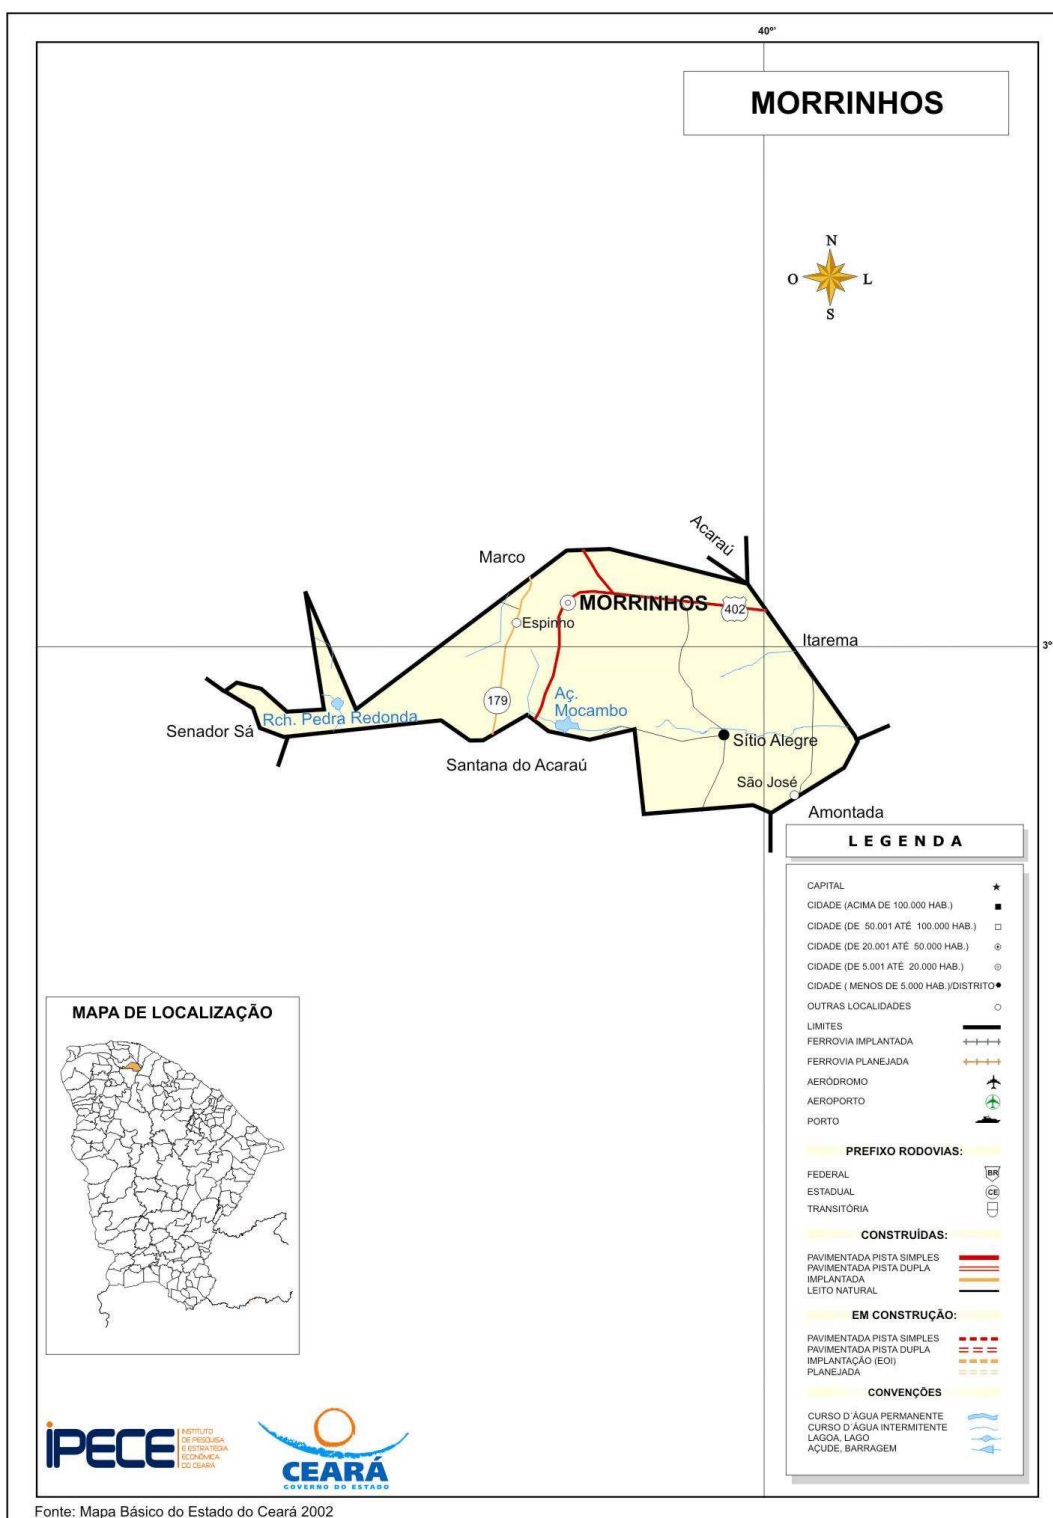 40º'
MORRINHOS
N
O
L
S
Acaraú
Marco
MORRINHOS
402
Espinho
Itarema
3º
179
Aç.
Mocambo
Rch. Pedra Redonda
Senador Sá
Sítio Alegre
Santana do Acaraú
São José
Amontada
LEGENDA
CAPITAL
CIDADE (ACIMA DE 100.000 HAB.)
CIDADE (DE 50.001 ATÉ 100.000 HAB.)
CIDADE (DE 20.001 ATÉ 50.000 HAB.)
CIDADE (DE 5.001 ATÉ 20.000 HAB.)
CIDADE ( MENOS DE 5.000 HAB.)/DISTRITO
OUTRAS LOCALIDADES
LIMITES
FERROVIA IMPLANTADA
FERROVIA PLANEJADA
AERÓDROMO
AEROPORTO
PORTO
PREFIXO RODOVIAS:
FEDERAL BR
ESTADUAL CE
TRANSITÓRIA
CONSTRUÍDAS:
PAVIMENTADA PISTA SIMPLES
PAVIMENTADA PISTA DUPLA
IMPLANTADA
LEITO NATURAL
EM CONSTRUÇÃO:
PAVIMENTADA PISTA SIMPLES
PAVIMENTADA PISTA DUPLA
IMPLANTAÇÃO (EOI)
PLANEJADA
CONVENÇÕES
CURSO D´ÁGUA PERMANENTE
CURSO D´ÁGUA INTERMITENTE
LAGOA, LAGO
AÇUDE, BARRAGEM
MAPA DE LOCALIZAÇÃO
iPECE
INSTITUTO
DE PESQUISA
E ESTRATÉGIA
ECONÔMICA
DO CEARÁ
CEARÁ
GOVERNO DO ESTADO
Fonte: Mapa Básico do Estado do Ceará 2002